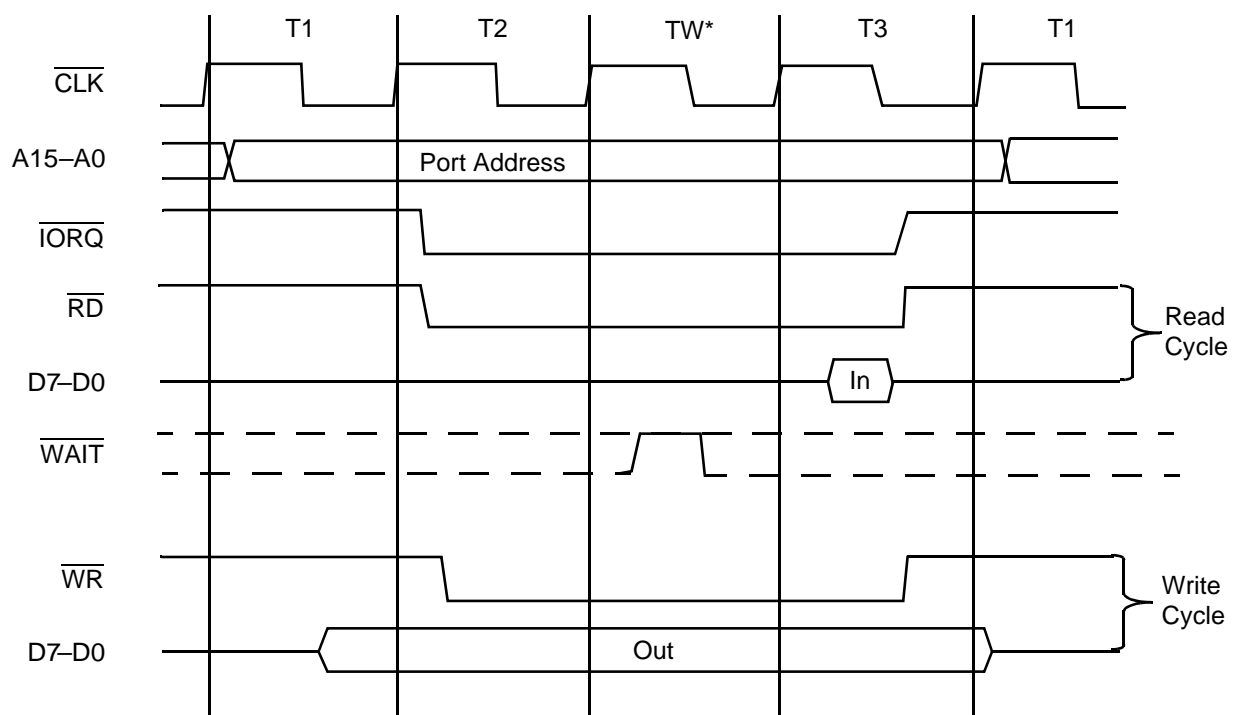 T1 T2 TW* T3 T1
CLK
A15–A0 Port Address
IORQ
RD
Read
Cycle
D7–D0 In
WAIT
WR
Write
Cycle
D7–D0 Out